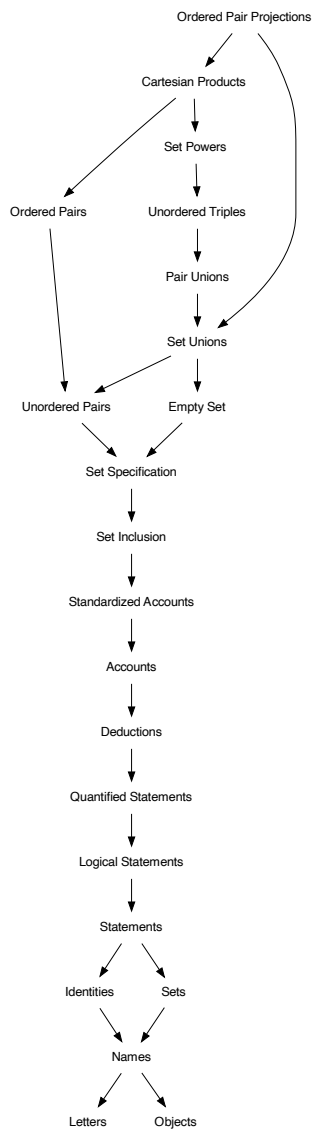 Ordered Pair Projections
Cartesian Products
Set Powers
Ordered Pairs
Unordered Triples
Pair Unions
Set Unions
Unordered Pairs
Empty Set
Set Specification
Set Inclusion
Standardized Accounts
Accounts
Deductions
Quantified Statements
Logical Statements
Statements
Identities
Sets
Names
Letters
Objects